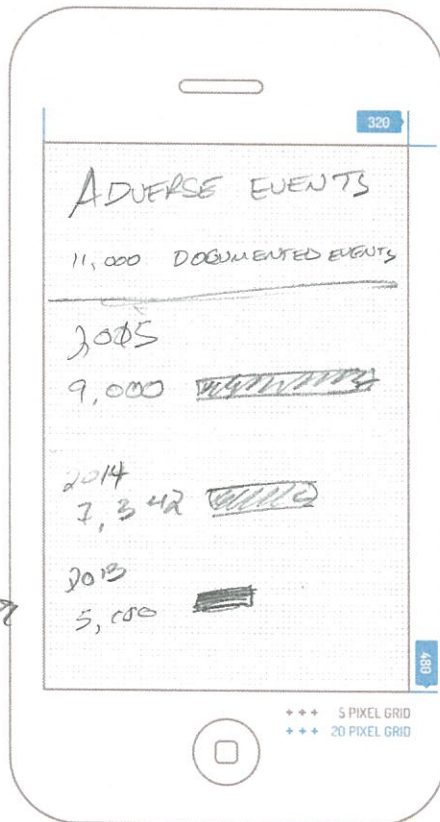 320
ADVERSE EVENTS
11,000 DOCUMENTED EVENTS
2015
9,000
2014
7,342
2013
5,000
480
+ + + 5 PIXEL GRID
+ + + 20 PIXEL GRID